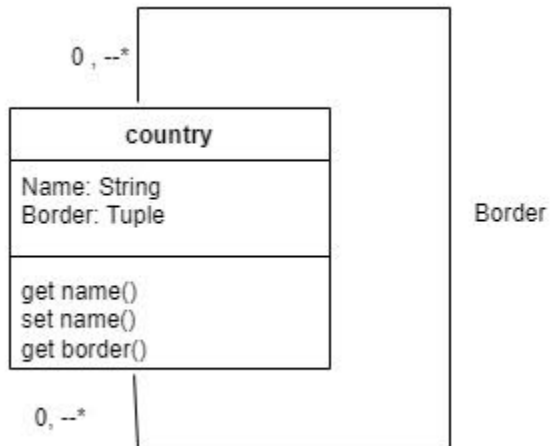 0 , --*
country
Name: String
Border: Tuple
Border
get name()
set name()
get border()
0, --*